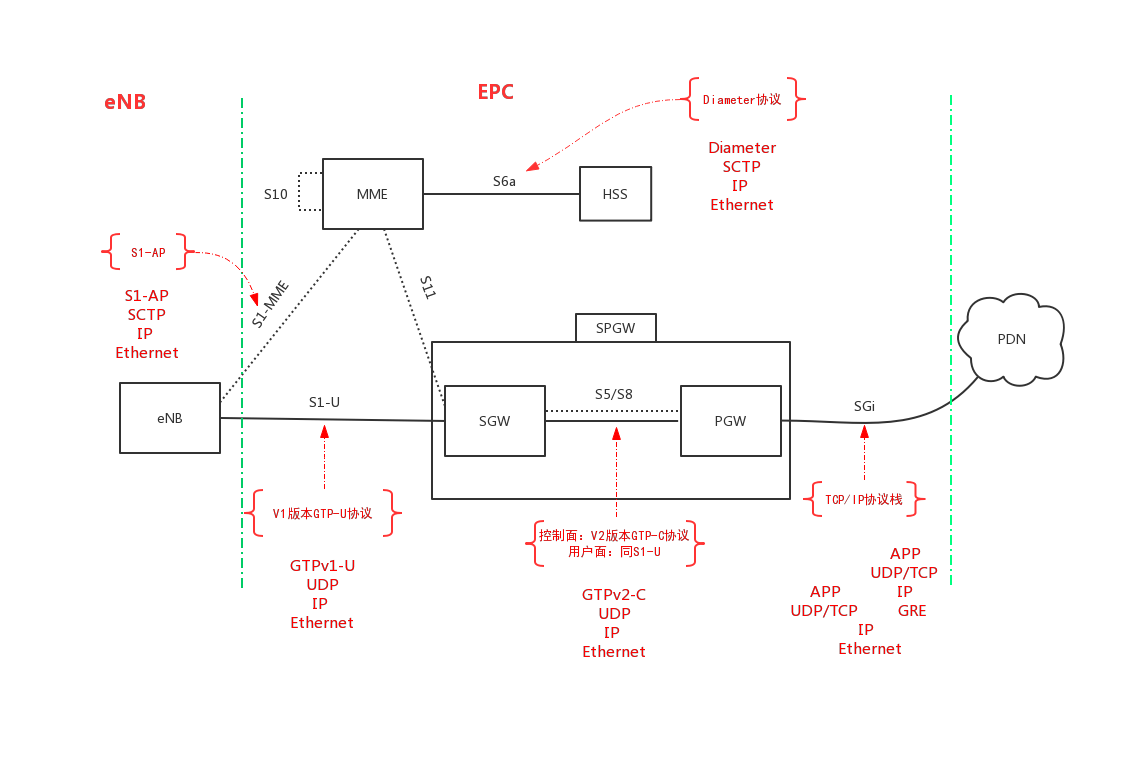 eNB
EPC
Diameter协议
Diameter
SCTP
IP
Ethernet
S10
MME
S6a
HSS
S1-AP
S1-AP
SCTP
IP
Ethernet
S1-MME
S11
SPGW
PDN
eNB
S1-U
SGW
S5/S8
PGW
SGi
V1版本GTP-U协议
GTPv1-U
UDP
IP
Ethernet
控制面: V2版本GTP-C协议
用户面: 同S1-U
GTPv2-C
UDP
IP
Ethernet
TCP/IP协议栈
APP
UDP/TCP
APP
UDP/TCP
IP
GRE
IP
Ethernet